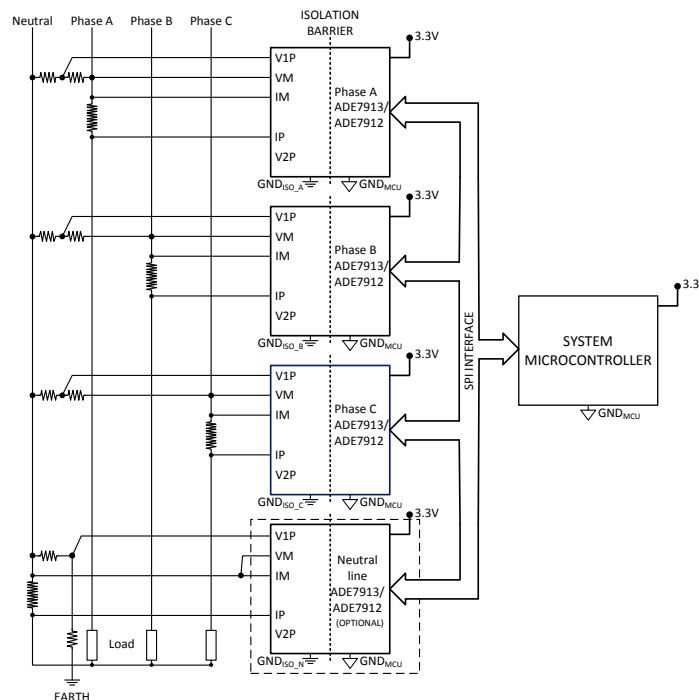 Neutral Phase A Phase B Phase C
ISOLATION
BARRIER
3.3V
V1P
VM
IM
IP
V2P
Phase A
ADE7913/
ADE7912
GNDISO_A
GNDMCU
3.3V
V1P
VM
IM
IP
V2P
Phase B
ADE7913/
ADE7912
GNDISO_B
GNDMCU
3.3V
V1P
VM
IM
IP
V2P
Phase C
ADE7913/
ADE7912
GNDISO_C
GNDMCU
3.3V
V1P
VM
IM
IP
V2P
Neutral
line
ADE7913/
ADE7912
(OPTIONAL)
GNDISO_N
GNDMCU
Load
EARTH
SPI INTERFACE
3.3
SYSTEM
MICROCONTROLLER
GNDMCU